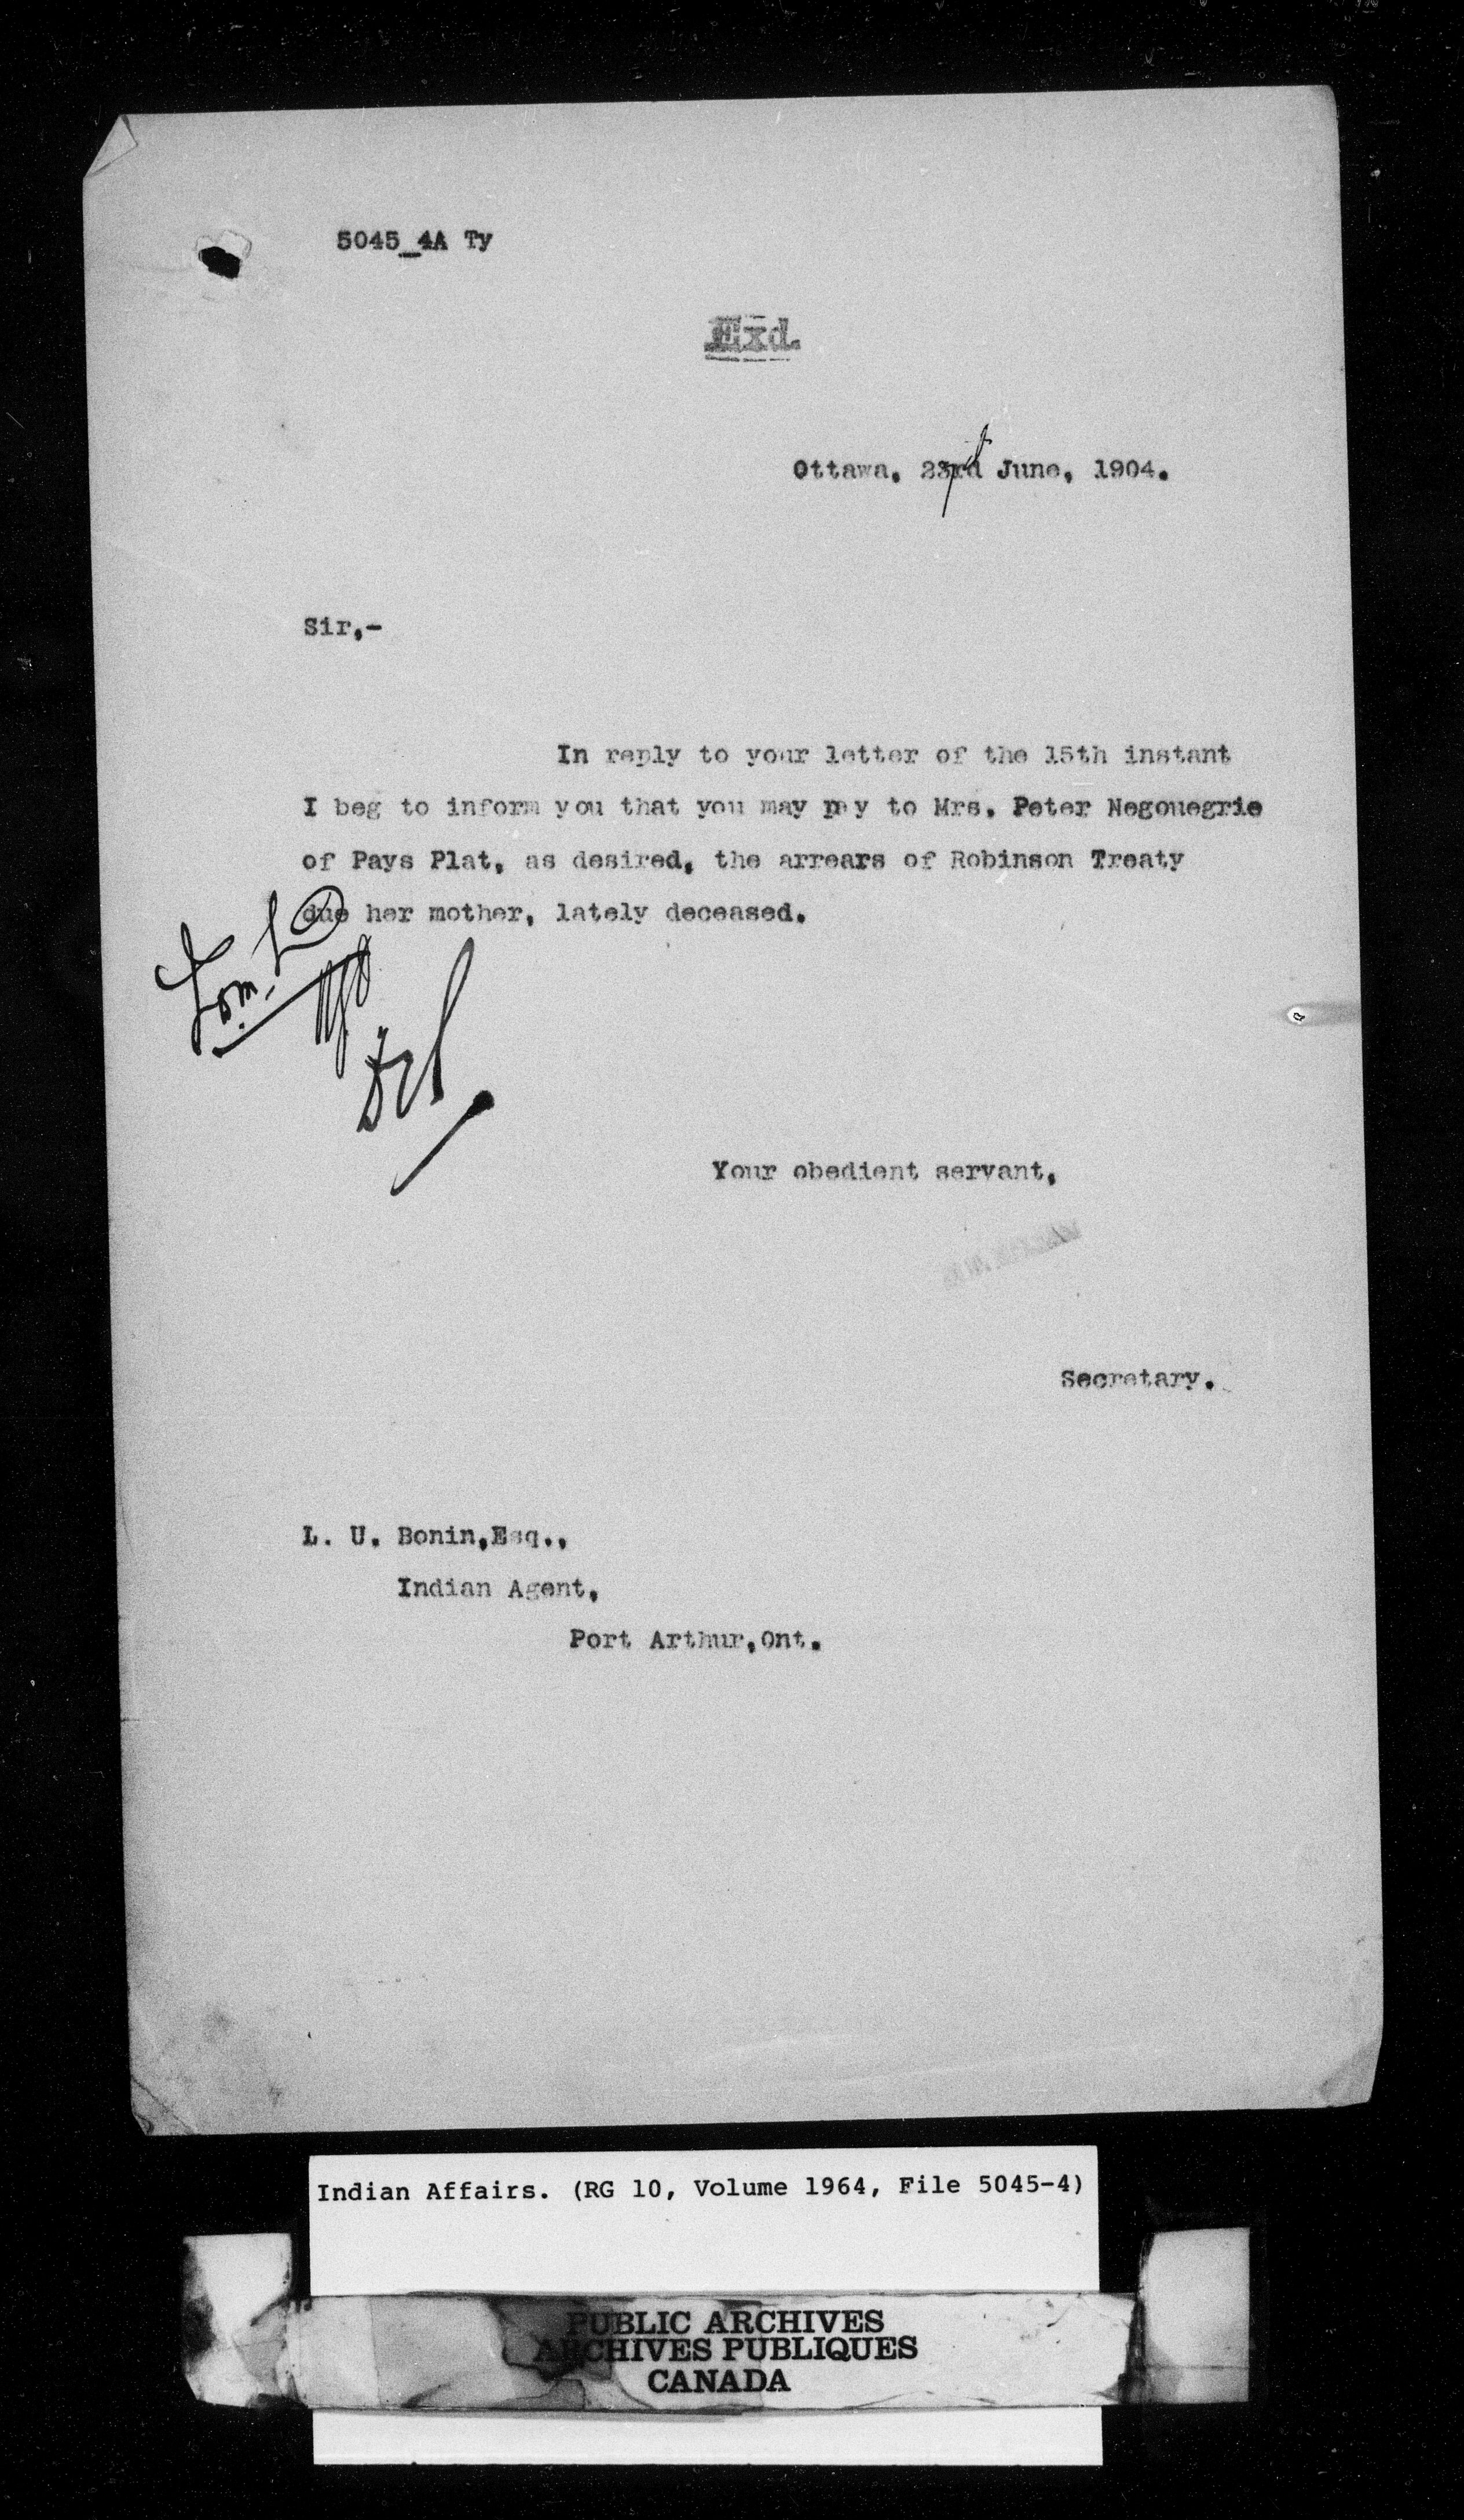 5045_4A Ty
Exd.
Ottawa, 23rd June, 1904.
Sir,-
In reply to your letter of the 15th instant
I beg to inform you that you may pay to Mrs. Peter Negouegrie
of Pays Plat, as desired, the arrears of Robinson Treaty
due her mother, lately deceased.
Your obedient servant,
Secretary.
L. U. Bonin,Esq.,
Indian Agent,
Port Arthur,Ont.
Indian Affairs. (RG 10, Volume 1964, File 5045-4)
PUBLIC ARCHIVES
ARCHIVES PUBLIQUES
CANADA